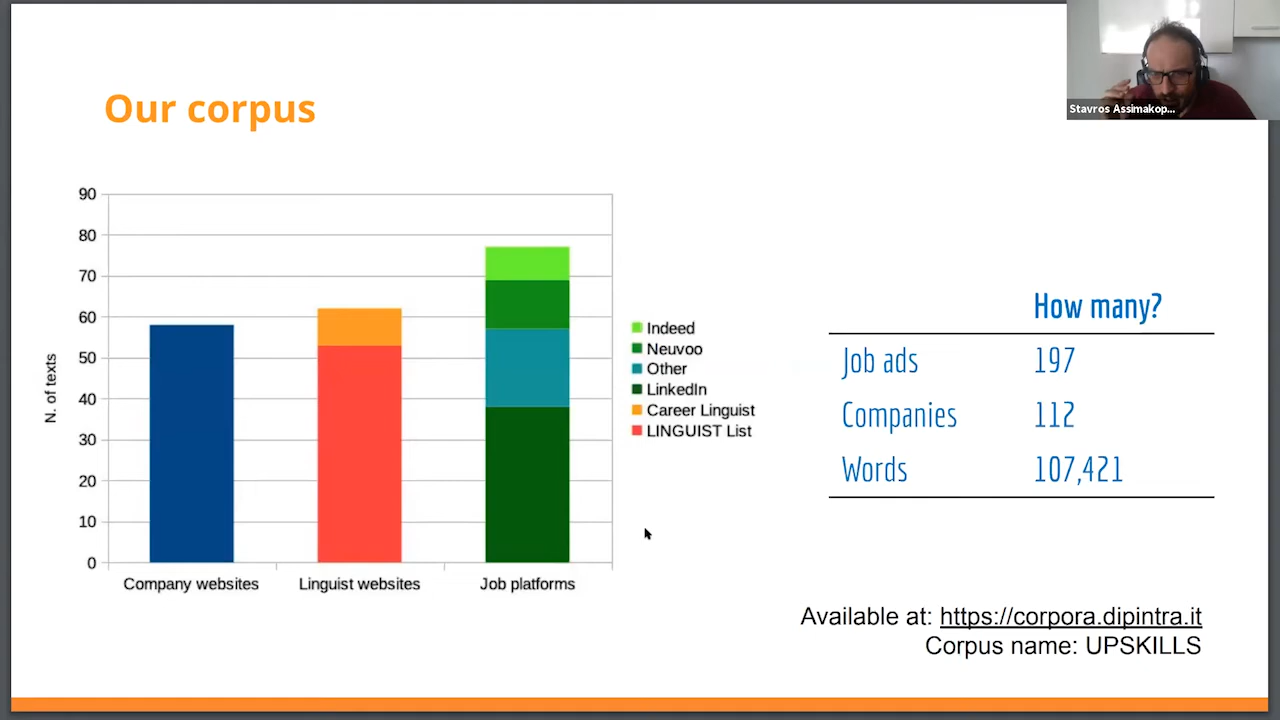 Stavros Assimakop...
Our corpus
90
80
70
60
50
40
30
20
10
0
N. of texts
Company websites
Linguist websites
Job platforms
Indeed
Neuvoo
Other
LinkedIn
Career Linguist
LINGUIST List
How many?
Job ads 197
Companies 112
Words 107,421
Available at: https://corpora.dipintra.it
Corpus name: UPSKILLS